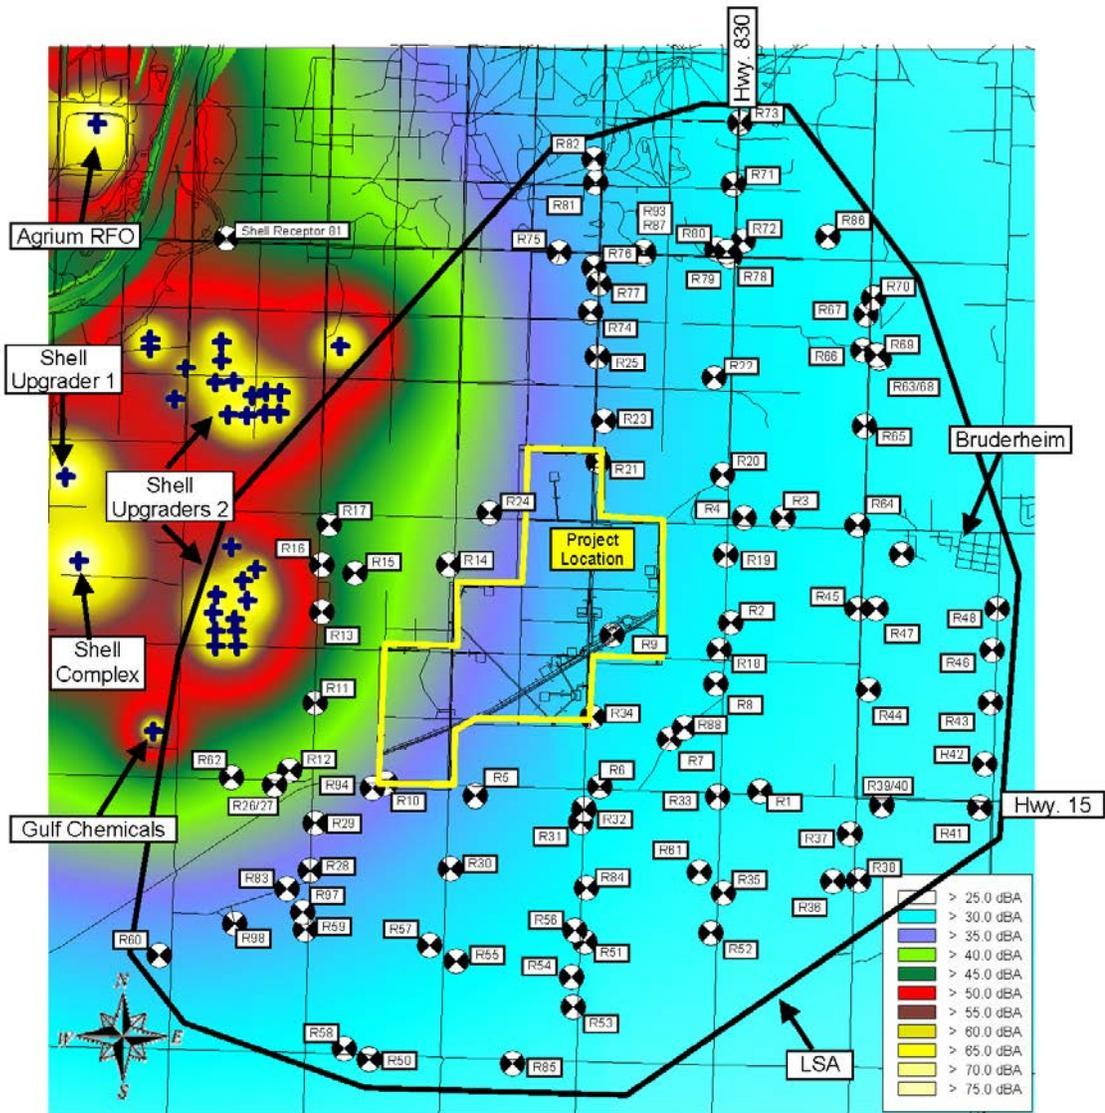 Hwy. 830
R73
R82
R71
Agrium RFO
R81
R93
R87
R86
Shell Receptor 81
R75
R76
R80
R72
R79
R78
R77
R70
R67
R74
Shell
Upgrader 1
R25
R22
R66
R69
R63/68
R23
R65
Bruderheim
R21
R20
Shell
Upgraders 2
R24
R17
R4
R3
R64
Project
Location
R16
R15
R14
R19
R13
R2
R45
R47
R48
Shell
Complex
R9
R18
R46
R11
R8
R44
R43
R34
R88
R7
R42
R62
R12
R26/27
R94
R10
R5
R6
R33
R1
R39/40
Hwy. 15
Gulf Chemicals
R29
R31
R32
R37
R41
R28
R30
R61
R83
R84
R35
R36
R38
R97
R98
R59
R60
R57
R56
R51
R52
R55
R54
R53
R58
R50
R85
LSA
N
W
E
S
> 25.0 dBA
> 30.0 dBA
> 35.0 dBA
> 40.0 dBA
> 45.0 dBA
> 50.0 dBA
> 55.0 dBA
> 60.0 dBA
> 65.0 dBA
> 70.0 dBA
> 75.0 dBA